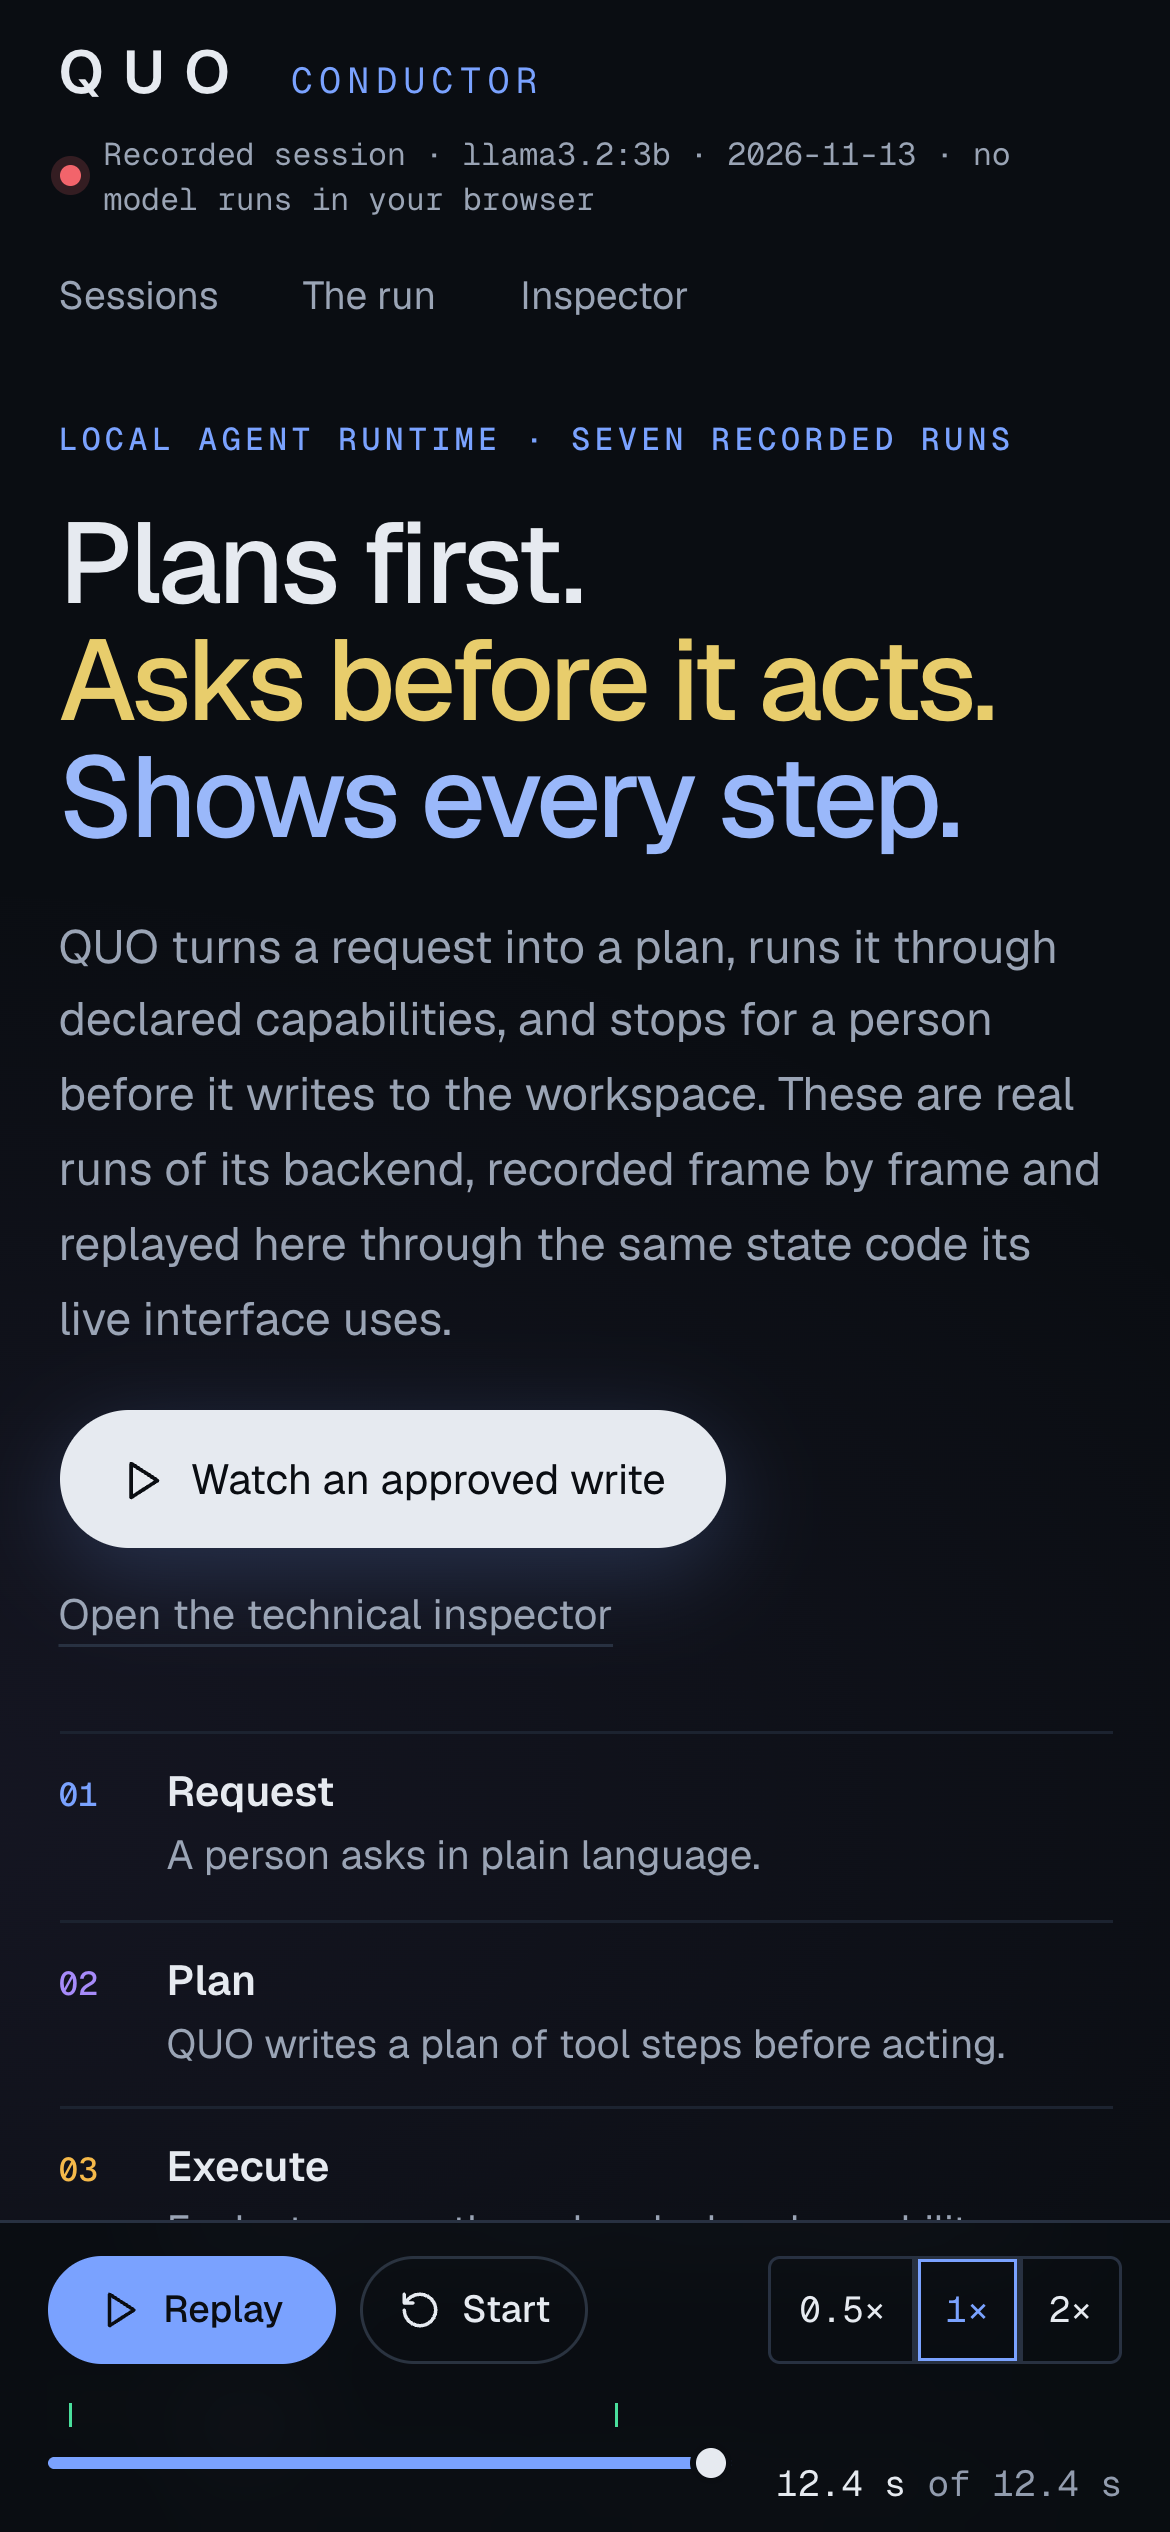 QUO CONDUCTOR
Recorded session · llama3.2:3b · 2026-11-13 · no
model runs in your browser
Sessions The run Inspector
LOCAL AGENT RUNTIME · SEVEN RECORDED RUNS
Plans first.
Asks before it acts.
Shows every step.
QUO turns a request into a plan, runs it through
declared capabilities, and stops for a person
before it writes to the workspace. These are real
runs of its backend, recorded frame by frame and
replayed here through the same state code its
live interface uses.
Watch an approved write
Open the technical inspector
01 Request
A person asks in plain language.
02 Plan
QUO writes a plan of tool steps before acting.
03 Execute
Replay Start 0.5× 1× 2×
12.4 s of 12.4 s